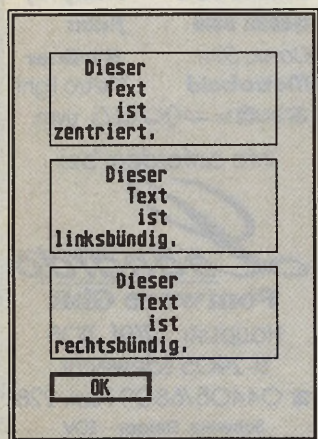 Dieser
Text
ist
zentriert.
Dieser
Text
ist
linksbündig.
Dieser
Text
ist
rechtsbündig.
OK